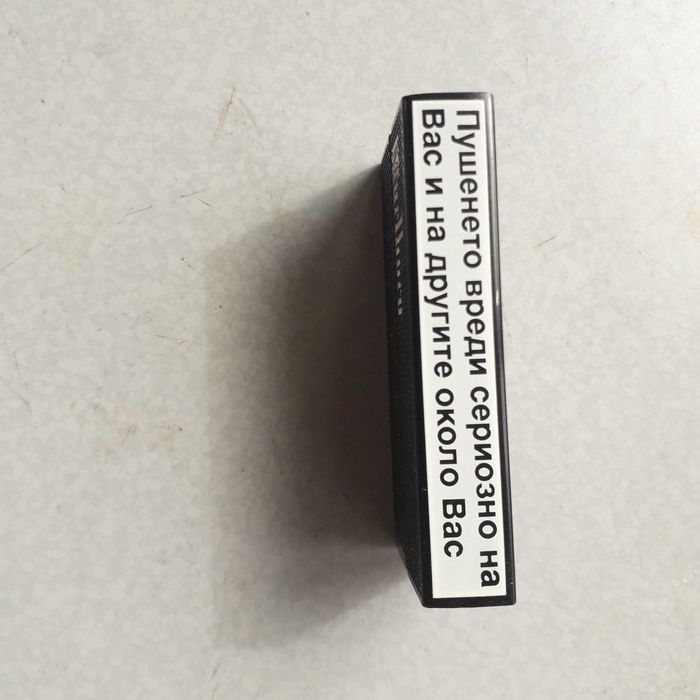 Пушенето вреди сериозно на
Вас и на другите около Вас